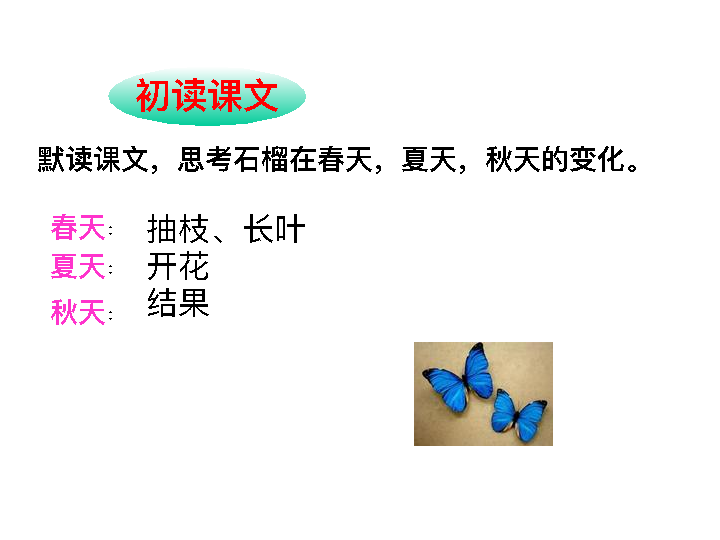 初读课文
默读课文，思考石榴在春天，夏天，秋天的变化。
春天： 抽枝、长叶
夏天： 开花
秋天： 结果